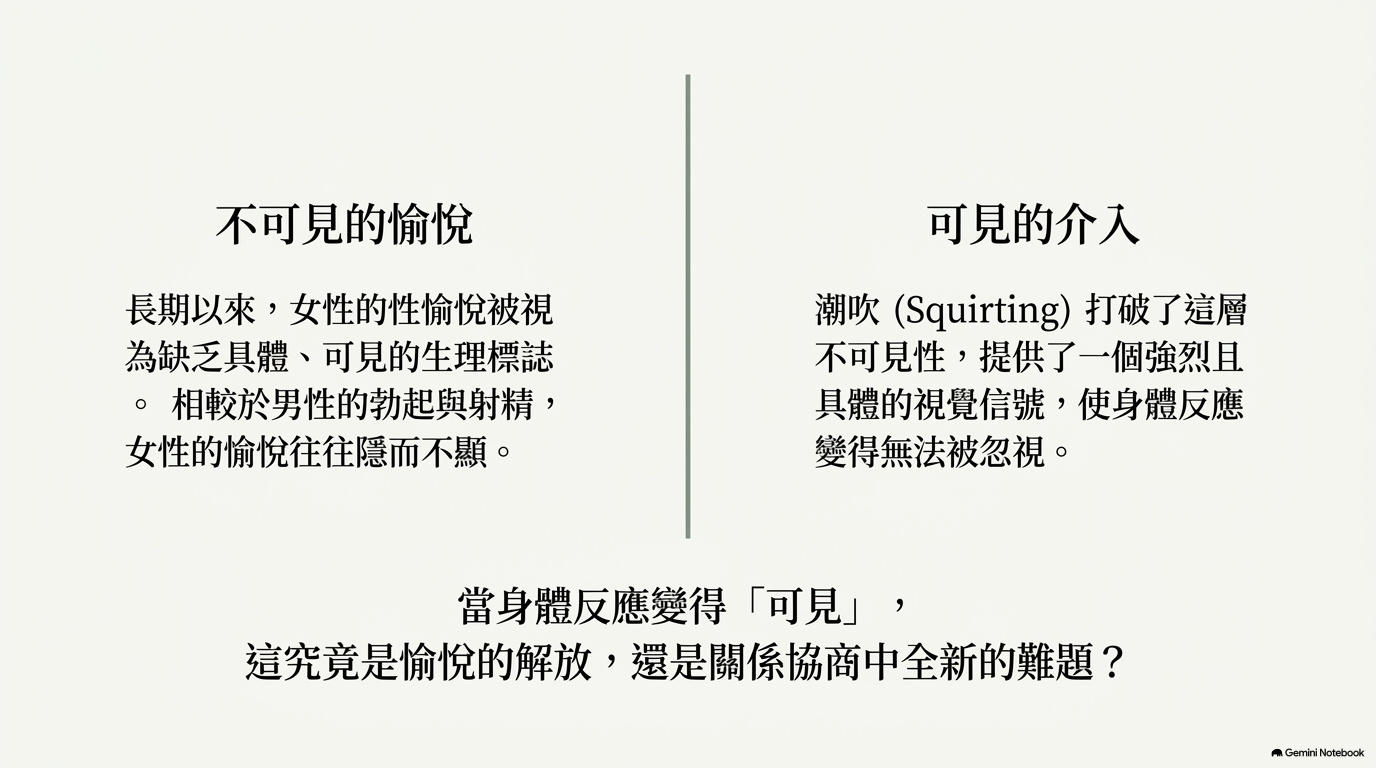 不可見的愉悅
長期以來，女性的性愉悅被視
為缺乏具體、可見的生理標誌
。 相較於男性的勃起與射精，
女性的愉悅往往隱而不顯。
可見的介入
潮吹 (Squirting) 打破了這層
不可見性，提供了一個強烈且
具體的視覺信號，使身體反應
變得無法被忽視。
當身體反應變得「可見」，
這究竟是愉悅的解放，還是關係協商中全新的難題？
Gemini Notebook